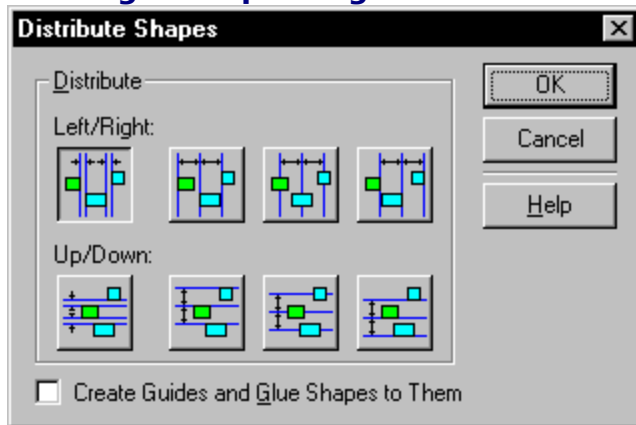 Distribute Shapes
Distribute
OK
Left/Right:
Cancel
Help
Up/Down:
Create Guides and Glue Shapes to Them